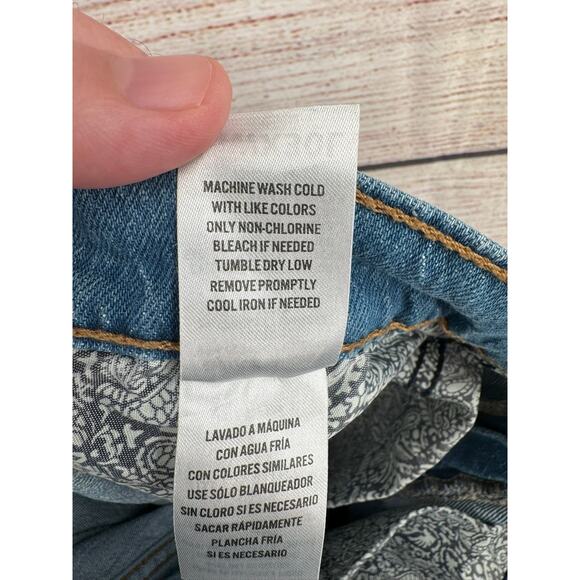 MACHINE WASH COLD
WITH LIKE COLORS
ONLY NON-CHLORINE
BLEACH IF NEEDED
TUMBLE DRY LOW
REMOVE PROMPTLY
COOL IRON IF NEEDED
LAVADO A MÁQUINA
CON AGUA FRÍA
CON COLORES SIMILARES
USE SÓLO BLANQUEADOR
SIN CLORO SI ES NECESARIO
SACAR RÁPIDAMENTE
PLANCHA FRÍA
SI ES NECESARIO